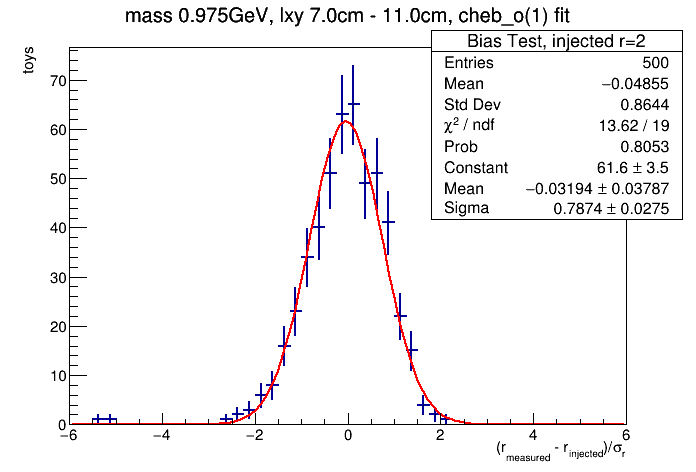 mass 0.975GeV, lxy 7.0cm - 11.0cm, cheb_o(1) fit
toys
Bias Test, injected r=2
Entries 500
Mean −0.04855
Std Dev 0.8644
χ² / ndf 13.62 / 19
Prob 0.8053
Constant 61.6 ± 3.5
Mean −0.03194 ± 0.03787
Sigma 0.7874 ± 0.0275
70
60
50
40
30
20
10
0
−6 −4 −2 0 2 4 6
(r_measured - r_injected)/σ_r